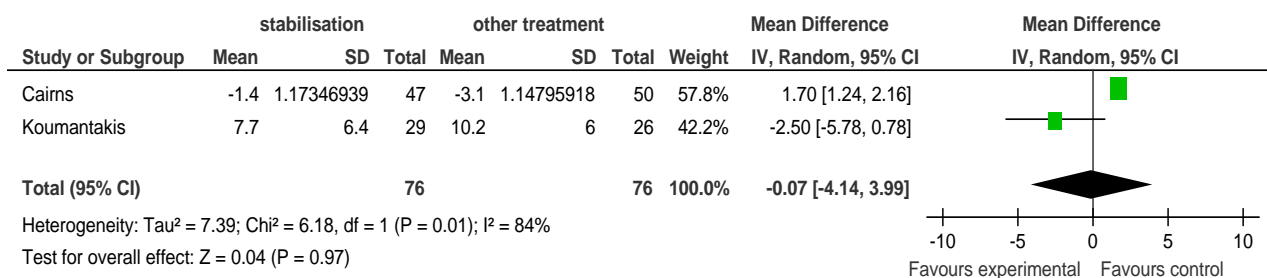 stabilisation other treatment Mean Difference Mean Difference
Study or Subgroup Mean SD Total Mean SD Total Weight IV, Random, 95% CI IV, Random, 95% CI
Cairns -1.4 1.17346939 47 -3.1 1.14795918 50 57.8% 1.70 [1.24, 2.16]
Koumantakis 7.7 6.4 29 10.2 6 26 42.2% -2.50 [-5.78, 0.78]
Total (95% CI) 76 76 100.0% -0.07 [-4.14, 3.99]
Heterogeneity: Tau² = 7.39; Chi² = 6.18, df = 1 (P = 0.01); I² = 84%
Test for overall effect: Z = 0.04 (P = 0.97)
-10 -5 0 5 10
Favours experimental Favours control